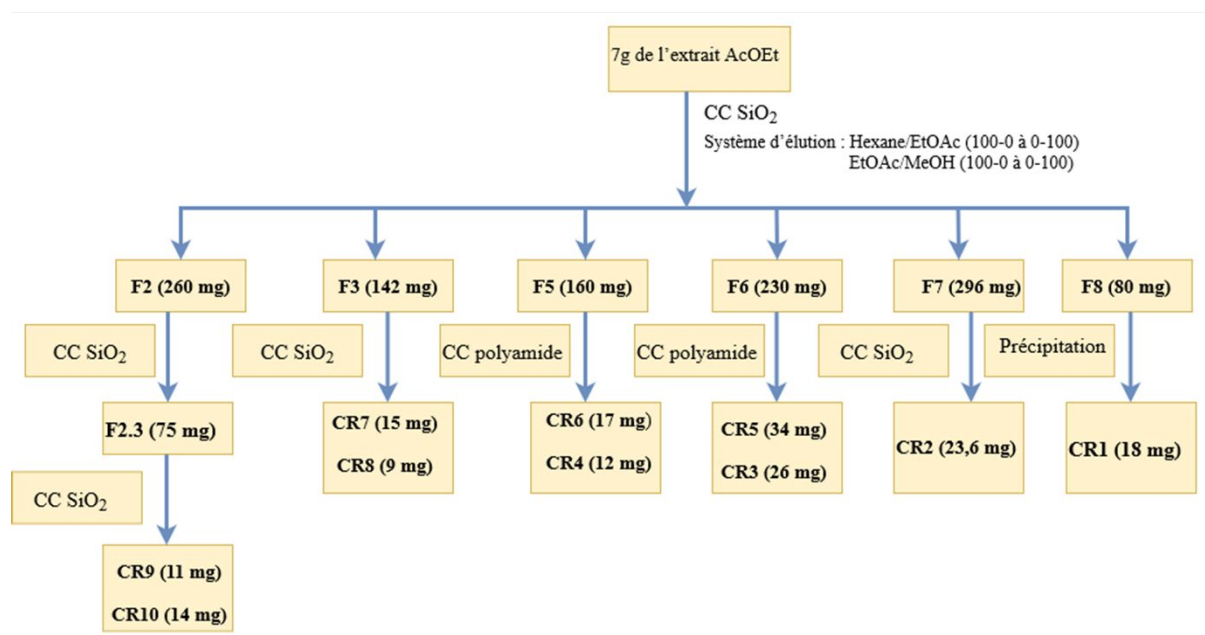 7g de l'extrait AcOEt
CC SiO₂
Système d'élution : Hexane/EtOAc (100-0 à 0-100)
EtOAc/MeOH (100-0 à 0-100)
F2 (260 mg)
F3 (142 mg)
F5 (160 mg)
F6 (230 mg)
F7 (296 mg)
F8 (80 mg)
CC SiO₂
CC SiO₂
CC polyamide
CC polyamide
CC SiO₂
Précipitation
F2.3 (75 mg)
CR7 (15 mg)
CR8 (9 mg)
CR6 (17 mg)
CR4 (12 mg)
CR5 (34 mg)
CR3 (26 mg)
CR2 (23,6 mg)
CR1 (18 mg)
CC SiO₂
CR9 (11 mg)
CR10 (14 mg)